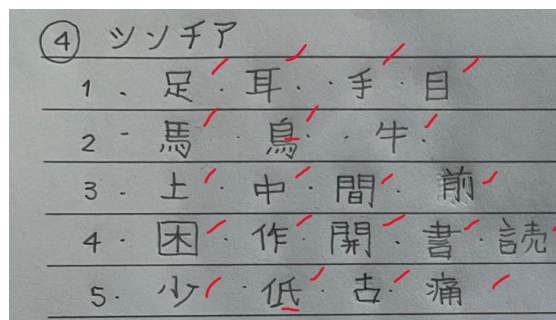 ④ ツンチア
1. 足・耳・・手・目
2 - 馬・鳥・・牛.
3. 上・中・間・前
4. 困・作・開・書・読
5. 少・低・古・痛